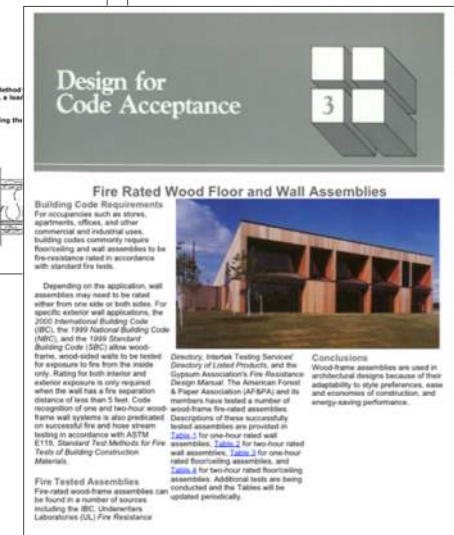 Method
a load
ing the
Design for
Code Acceptance
3
Fire Rated Wood Floor and Wall Assemblies
Building Code Requirements
For occupancies such as stores,
apartments, offices, and other
commercial and industrial uses,
building codes commonly require
floor/ceiling and wall assemblies to be
fire-resistance rated in accordance
with standard fire tests.
Depending on the application, wall
assemblies may need to be rated
either from one side or both sides. For
specific exterior wall applications, the
2000 International Building Code
(IBC), the 1999 National Building Code
(NBC), and the 1999 Standard
Building Code (SBC) allow wood-
frame, wood-sided walls to be tested
for exposure to fire from the inside
only. Rating for both interior and
exterior exposure is only required
when the wall has a fire separation
distance of less than 5 feet. Code
recognition of one and two-hour wood-
frame wall systems is also predicated
on successful fire and hose stream
testing in accordance with ASTM
E119, Standard Test Methods for Fire
Tests of Building Construction
Materials.
Fire Tested Assemblies
Fire-rated wood-frame assemblies can
be found in a number of sources
including the IBC, Underwriters
Laboratories (UL) Fire Resistance
Directory, Intertek Testing Services'
Directory of Listed Products, and the
Gypsum Association's Fire Resistance
Design Manual. The American Forest
& Paper Association (AF&PA) and its
members have tested a number of
wood-frame fire-rated assemblies.
Descriptions of these successfully
tested assemblies are provided in
Table 1 for one-hour rated wall
assemblies, Table 2 for two-hour rated
wall assemblies, Table 3 for one-hour
rated floor/ceiling assemblies, and
Table 4 for two-hour rated floor/ceiling
assemblies. Additional tests are being
conducted and the Tables will be
updated periodically.
Conclusions
Wood-frame assemblies are used in
architectural designs because of their
adaptability to style preferences, ease
and economies of construction, and
energy-saving performance.